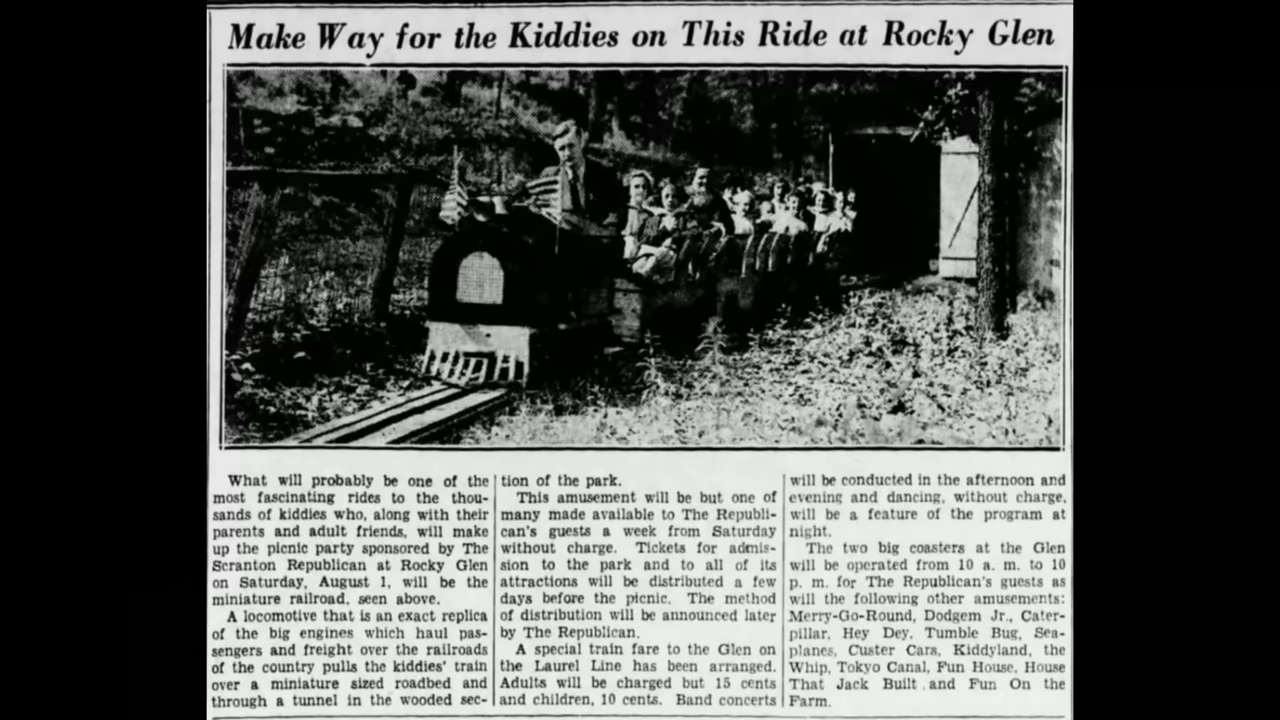 Make Way for the Kiddies on This Ride at Rocky Glen
What will probably be one of the
most fascinating rides to the thou-
sands of kiddies who, along with their
parents and adult friends, will make
up the picnic party sponsored by The
Scranton Republican at Rocky Glen
on Saturday, August 1, will be the
miniature railroad, seen above.
A locomotive that is an exact replica
of the big engines which haul pas-
sengers and freight over the railroads
of the country pulls the kiddies' train
over a miniature sized roadbed and
through a tunnel in the wooded sec-
tion of the park.
This amusement will be but one of
many made available to The Republi-
can's guests a week from Saturday
without charge. Tickets for admis-
sion to the park and to all of its
attractions will be distributed a few
days before the picnic. The method
of distribution will be announced later
by The Republican.
A special train fare to the Glen on
the Laurel Line has been arranged.
Adults will be charged but 15 cents
and children, 10 cents. Band concerts
will be conducted in the afternoon and
evening and dancing, without charge,
will be a feature of the program at
night.
The two big coasters at the Glen
will be operated from 10 a. m. to 10
p. m. for The Republican's guests as
will the following other amusements:
Merry-Go-Round, Dodgem Jr., Cater-
pillar, Hey Dey, Tumble Bug, Sea-
planes, Custer Cars, Kiddyland, the
Whip, Tokyo Canal, Fun House, House
That Jack Built and Fun On the
Farm.